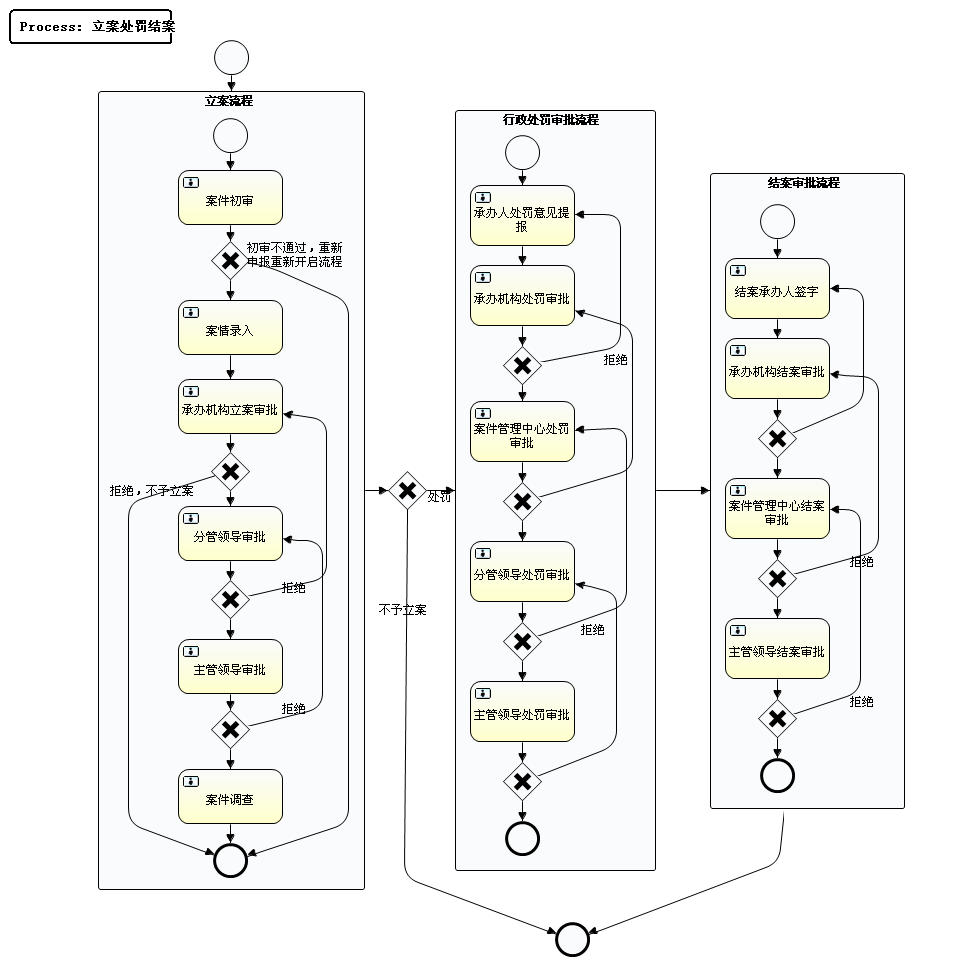 Process: 立案处罚结案
立案流程
案件初审
初审不通过，重新
申报重新开启流程
案情录入
承办机构立案审批
拒绝，不予立案
分管领导审批
拒绝
主管领导审批
拒绝
案件调查
处罚
不予立案
行政处罚审批流程
承办人处罚意见提
报
承办机构处罚审批
拒绝
案件管理中心处罚
审批
分管领导处罚审批
拒绝
主管领导处罚审批
结案审批流程
结案承办人签字
承办机构结案审批
案件管理中心结案
审批
拒绝
主管领导结案审批
拒绝